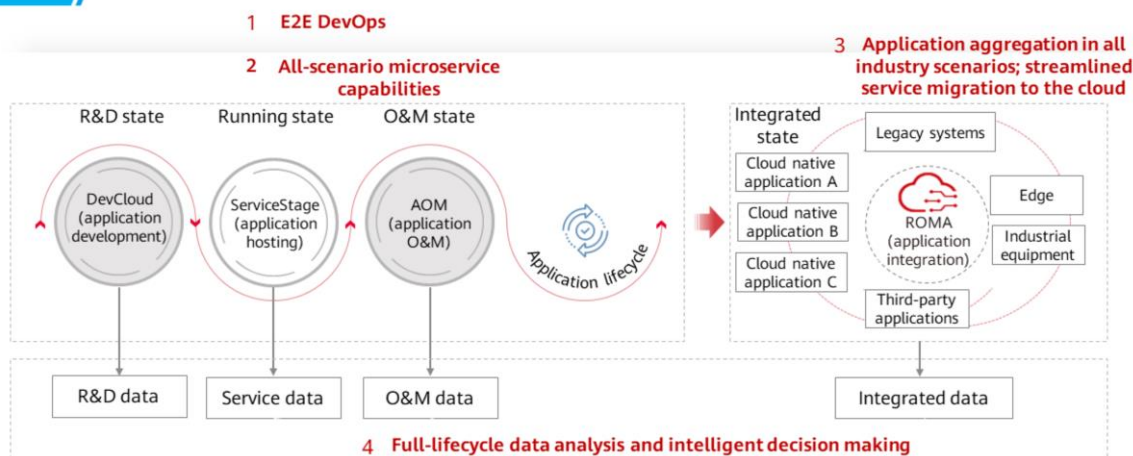 1 E2E DevOps
2 All-scenario microservice
capabilities
3 Application aggregation in all
industry scenarios; streamlined
service migration to the cloud
R&D state
Running state
O&M state
DevCloud
(application
development)
ServiceStage
(application
hosting)
AOM
(application
O&M)
Application lifecycle
Integrated
state
Cloud native
application A
Cloud native
application B
Cloud native
application C
Legacy systems
ROMA
(application
integration)
Edge
Industrial
equipment
Third-party
applications
R&D data
Service data
O&M data
Integrated data
4 Full-lifecycle data analysis and intelligent decision making